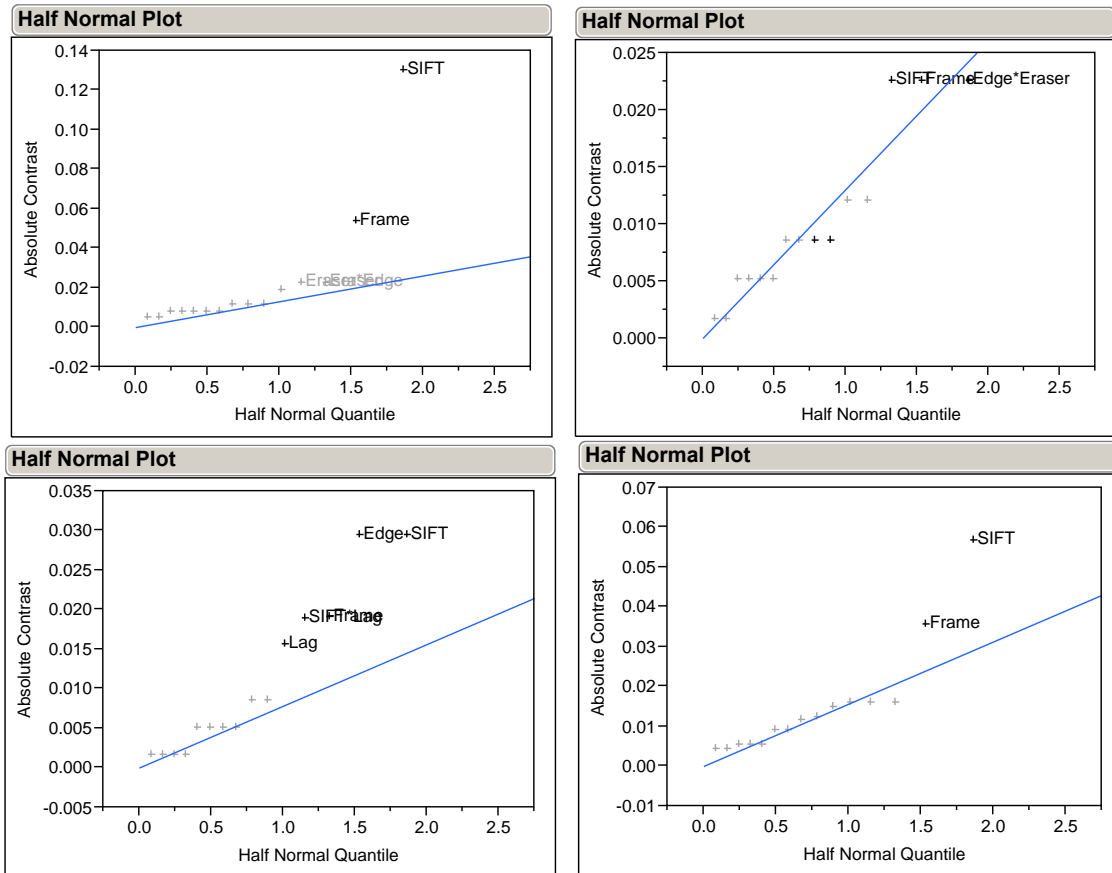 Half Normal Plot
0.14
0.12
0.10
0.08
0.06
0.04
0.02
0.00
-0.02
Absolute Contrast
+SIFT
+Frame
+Eraser
+Eraser*Edge
0.0 0.5 1.0 1.5 2.0 2.5
Half Normal Quantile
Half Normal Plot
0.025
0.020
0.015
0.010
0.005
0.000
Absolute Contrast
+SIFT +Frame +Edge*Eraser
0.0 0.5 1.0 1.5 2.0 2.5
Half Normal Quantile
Half Normal Plot
0.035
0.030
0.025
0.020
0.015
0.010
0.005
0.000
-0.005
Absolute Contrast
+Edge +SIFT
+SIFT*Lag +Frame
+Lag
0.0 0.5 1.0 1.5 2.0 2.5
Half Normal Quantile
Half Normal Plot
0.07
0.06
0.05
0.04
0.03
0.02
0.01
0.00
-0.01
Absolute Contrast
+SIFT
+Frame
0.0 0.5 1.0 1.5 2.0 2.5
Half Normal Quantile